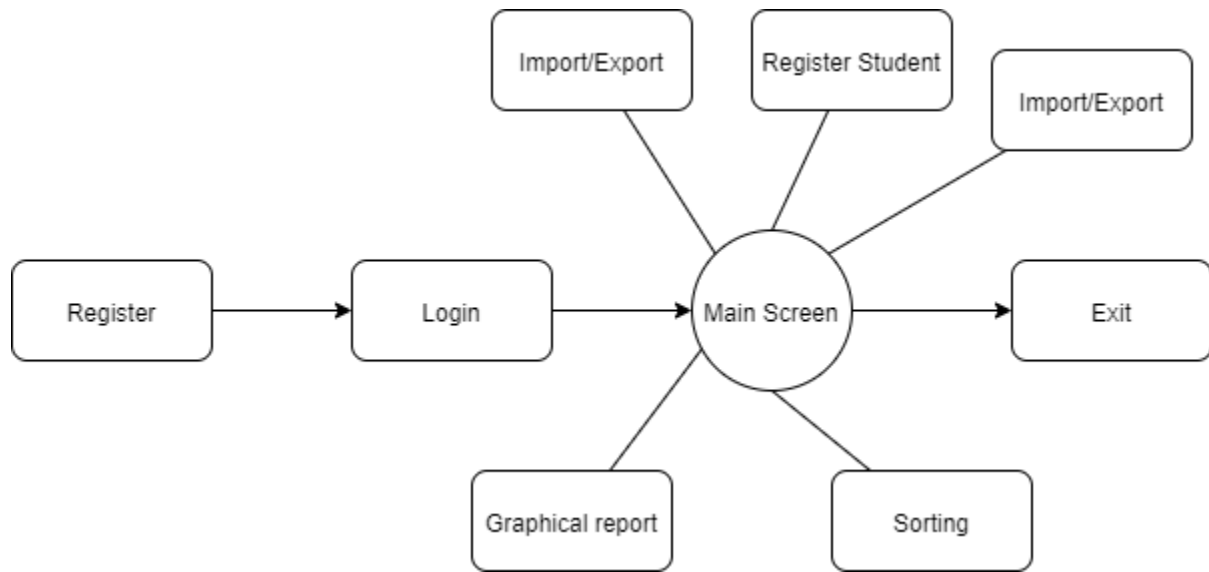 Import/Export
Register Student
Import/Export
Register
Login
Main Screen
Exit
Graphical report
Sorting